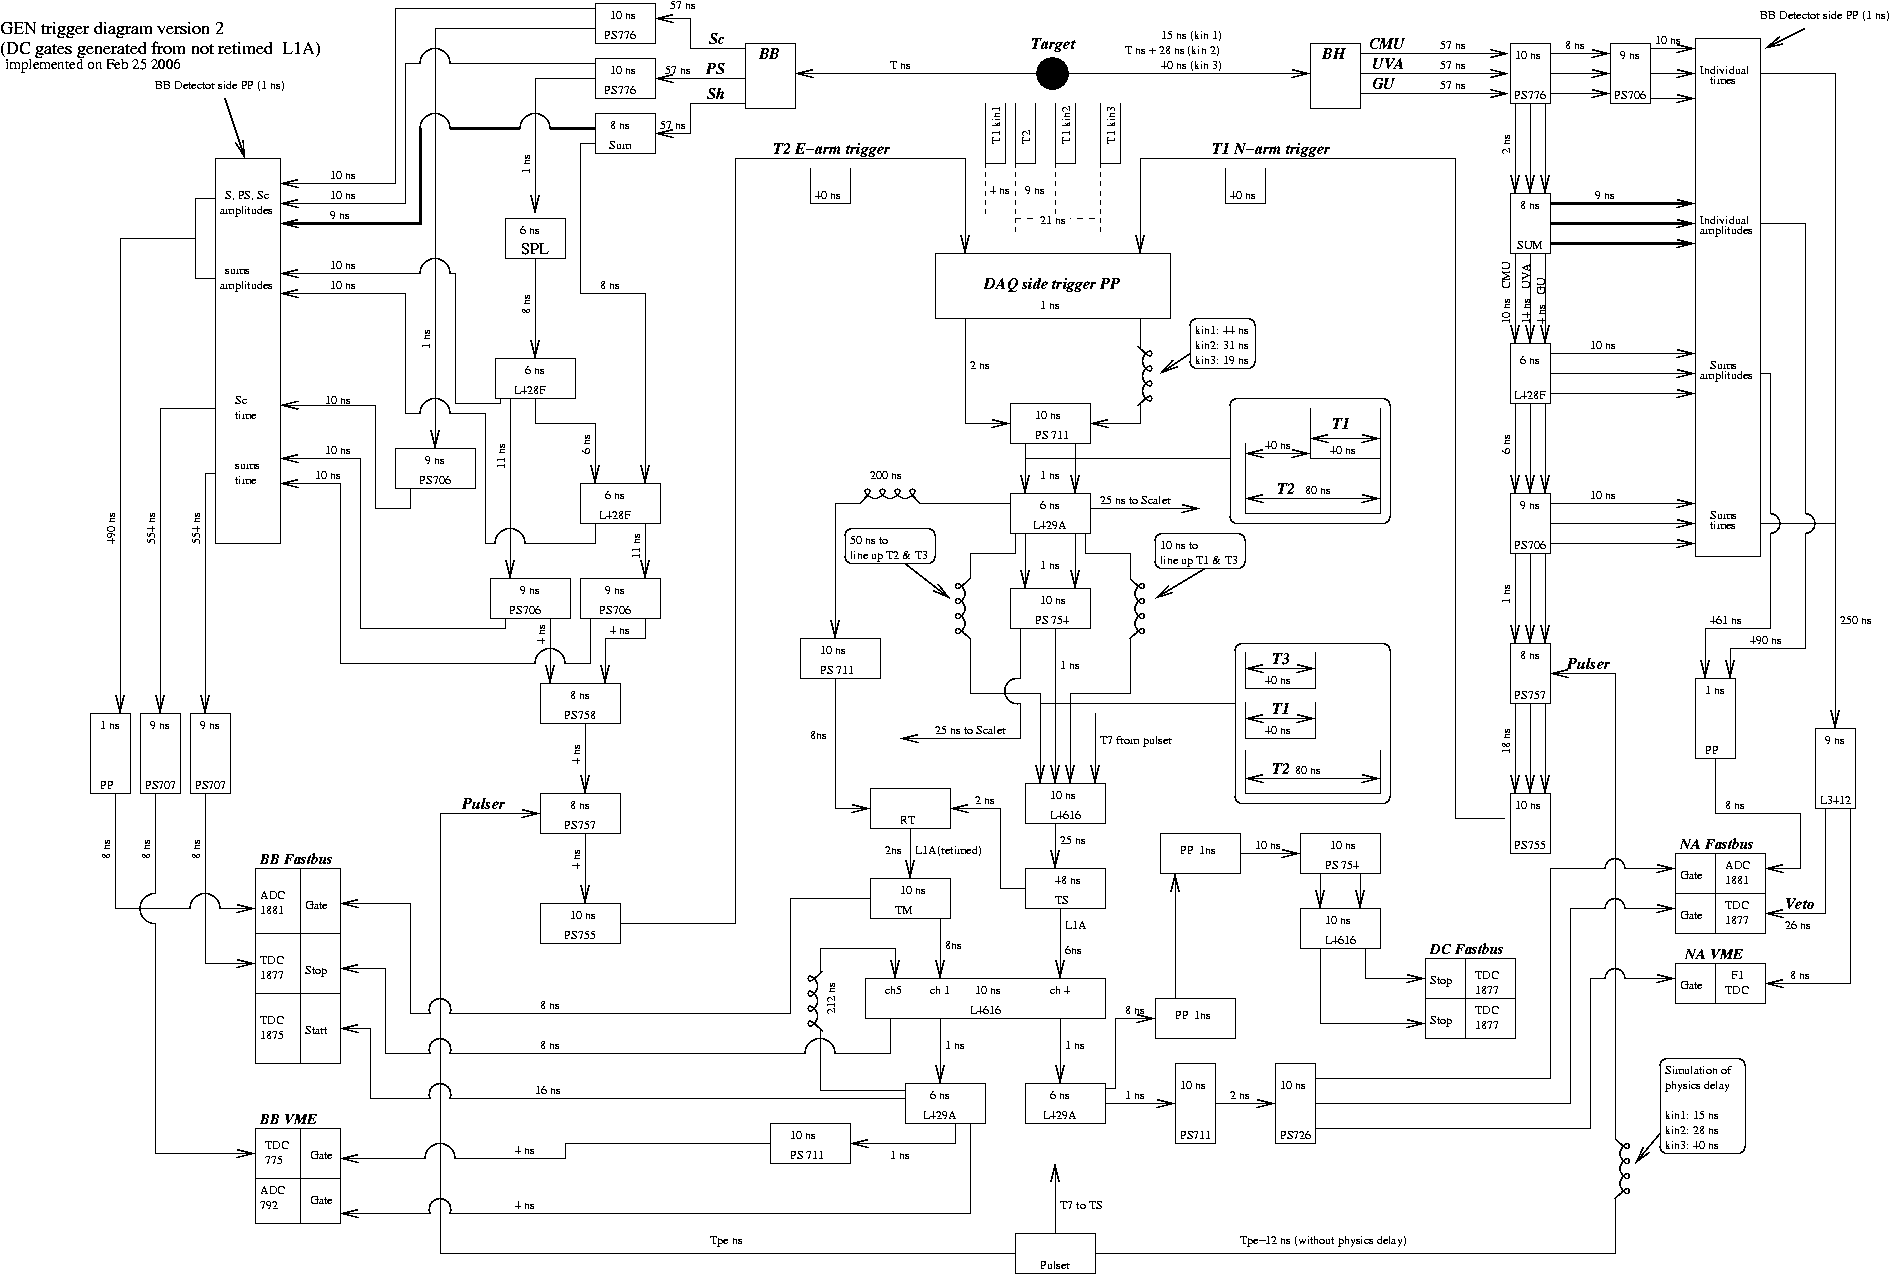 GEN trigger diagram version 2
(DC gates generated from not retimed L1A)
implemented on Feb 25 2006
BB Detector side PP (1 ns)
10 ns
PS776
57 ns
10 ns
PS776
57 ns
8 ns
Sum
57 ns
Sc
PS
Sh
BB
T ns
Target
15 ns (kin 1)
T ns + 28 ns (kin 2)
40 ns (kin 3)
BH
CMU
UVA
GU
57 ns
57 ns
57 ns
10 ns
PS776
8 ns
9 ns
PS706
10 ns
BB Detector side PP (1 ns)
Individual
times
Individual
amplitudes
Sums
amplitudes
Sums
times
T1 kin1
T2
T1 kin2
T1 kin3
4 ns
9 ns
21 ns
T2 E-arm trigger
40 ns
T1 N-arm trigger
40 ns
S, PS, Sc
amplitudes
sums
amplitudes
Sc
time
sums
time
10 ns
10 ns
9 ns
10 ns
10 ns
10 ns
10 ns
10 ns
1 ns
6 ns
SPL
8 ns
8 ns
1 ns
6 ns
L428F
11 ns
6 ns
9 ns
PS706
6 ns
L428F
11 ns
9 ns
PS706
9 ns
PS706
4 ns
4 ns
8 ns
PS758
4 ns
8 ns
PS757
Pulser
4 ns
10 ns
PS755
490 ns
554 ns
554 ns
1 ns
PP
9 ns
PS707
9 ns
PS707
8 ns
8 ns
8 ns
BB Fastbus
ADC
1881
Gate
TDC
1877
Stop
TDC
1875
Start
BB VME
TDC
775
Gate
ADC
792
Gate
DAQ side trigger PP
1 ns
2 ns
kin1: 44 ns
kin2: 31 ns
kin3: 19 ns
10 ns
PS 711
1 ns
200 ns
6 ns
L429A
25 ns to Scaler
T1
40 ns
40 ns
T2 80 ns
50 ns to
line up T2 & T3
10 ns to
line up T1 & T3
1 ns
10 ns
PS 754
1 ns
10 ns
PS 711
8ns
25 ns to Scaler
T7 from pulser
T3
40 ns
T1
40 ns
T2 80 ns
10 ns
L4616
25 ns
RT
2 ns
2ns
L1A(retimed)
48 ns
TS
10 ns
TM
L1A
8ns
6ns
212 ns
ch5
ch 1
10 ns
ch 4
L4616
8 ns
8 ns
16 ns
1 ns
1 ns
6 ns
L429A
6 ns
L429A
10 ns
PS 711
1 ns
4 ns
4 ns
8 ns
PP 1ns
PP 1ns
10 ns
10 ns
PS 754
10 ns
L4616
DC Fastbus
Stop
TDC
1877
Stop
TDC
1877
1 ns
10 ns
PS711
2 ns
10 ns
PS726
T7 to TS
Pulser
Tpe ns
Tpe-12 ns (without physics delay)
Simulation of
physics delay
kin1: 15 ns
kin2: 28 ns
kin3: 40 ns
2 ns
8 ns
SUM
9 ns
10 ns CMU
14 ns UVA
4 ns GU
6 ns
L428F
10 ns
6 ns
9 ns
PS706
10 ns
1 ns
8 ns
PS757
Pulser
18 ns
10 ns
PS755
461 ns
490 ns
250 ns
1 ns
PP
9 ns
L3412
8 ns
NA Fastbus
Gate
ADC
1881
Gate
TDC
1877
Veto
26 ns
NA VME
Gate
F1
TDC
8 ns